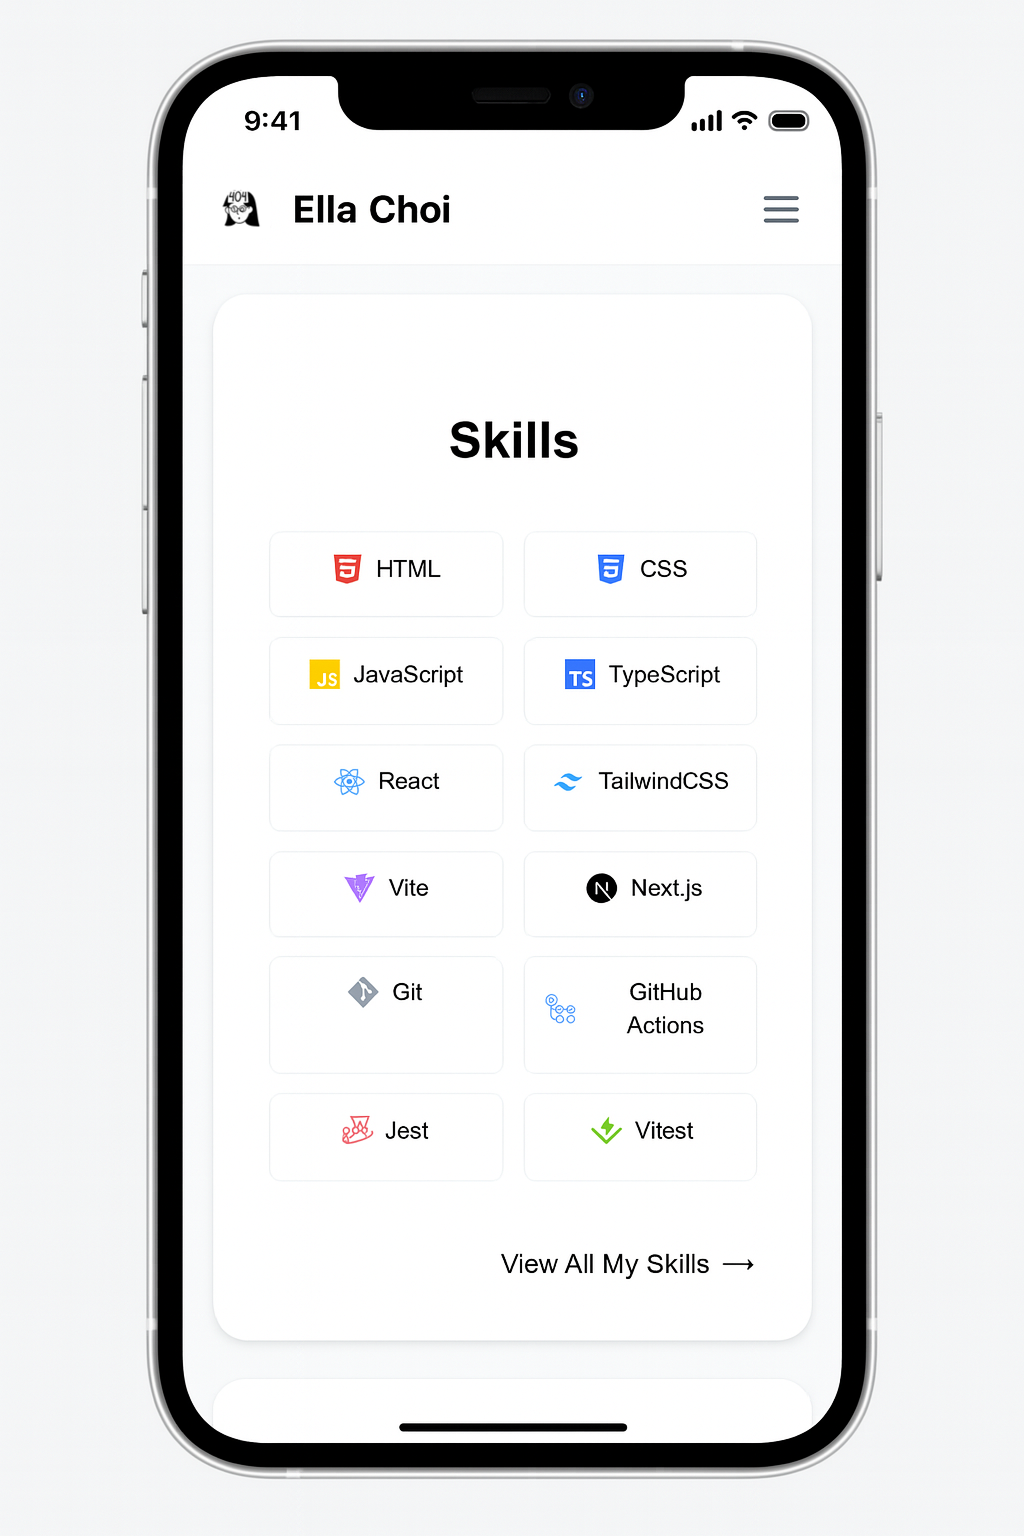 9:41
404
Ella Choi
Skills
HTML
CSS
JS JavaScript
TS TypeScript
React
TailwindCSS
Vite
N Next.js
Git
GitHub
Actions
Jest
Vitest
View All My Skills →